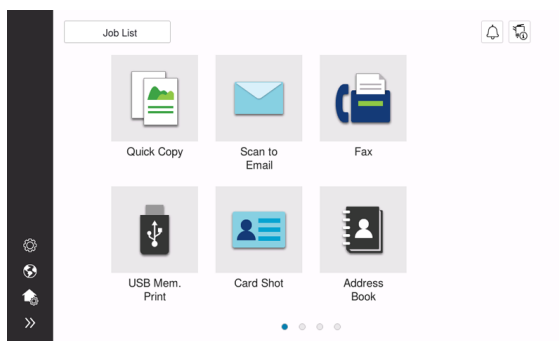 Job List
Quick Copy
Scan to
Email
Fax
USB Mem.
Print
Card Shot
Address
Book